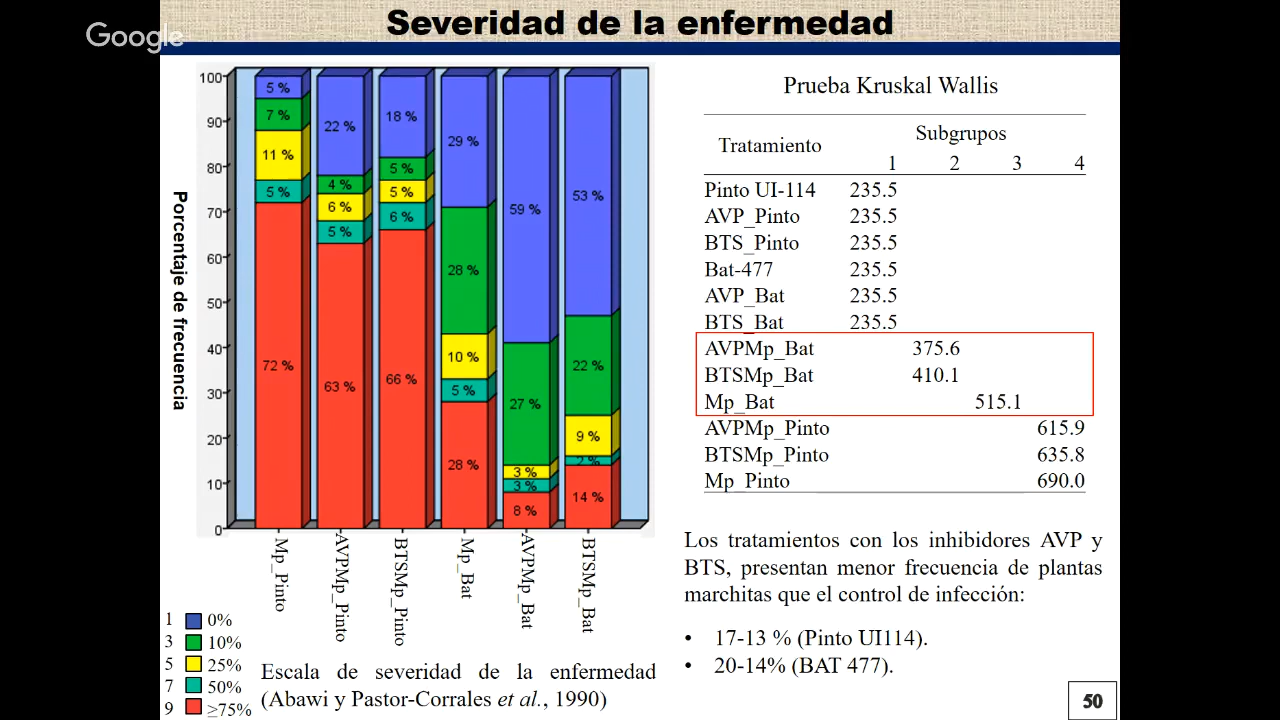 Severidad de la enfermedad
Google
Porcentaje de frecuencia
100
90
80
70
60
50
40
30
20
10
0
5 %
7 %
11 %
5 %
72 %
22 %
4 %
6 %
5 %
63 %
18 %
5 %
5 %
6 %
66 %
29 %
28 %
10 %
5 %
28 %
59 %
27 %
3 %
3 %
8 %
53 %
22 %
9 %
2 %
14 %
Mp_Pinto
AVPMp_Pinto
BTSMp_Pinto
Mp_Bat
AVPMp_Bat
BTSMp_Bat
1 0%
3 10%
5 25%
7 50%
9 ≥75%
Escala de severidad de la enfermedad
(Abawi y Pastor-Corrales et al., 1990)
Prueba Kruskal Wallis
Tratamiento Subgrupos
1 2 3 4
Pinto UI-114 235.5
AVP_Pinto 235.5
BTS_Pinto 235.5
Bat-477 235.5
AVP_Bat 235.5
BTS_Bat 235.5
AVPMp_Bat 375.6
BTSMp_Bat 410.1
Mp_Bat 515.1
AVPMp_Pinto 615.9
BTSMp_Pinto 635.8
Mp_Pinto 690.0
Los tratamientos con los inhibidores AVP y
BTS, presentan menor frecuencia de plantas
marchitas que el control de infección:
• 17-13 % (Pinto UI114).
• 20-14% (BAT 477).
50